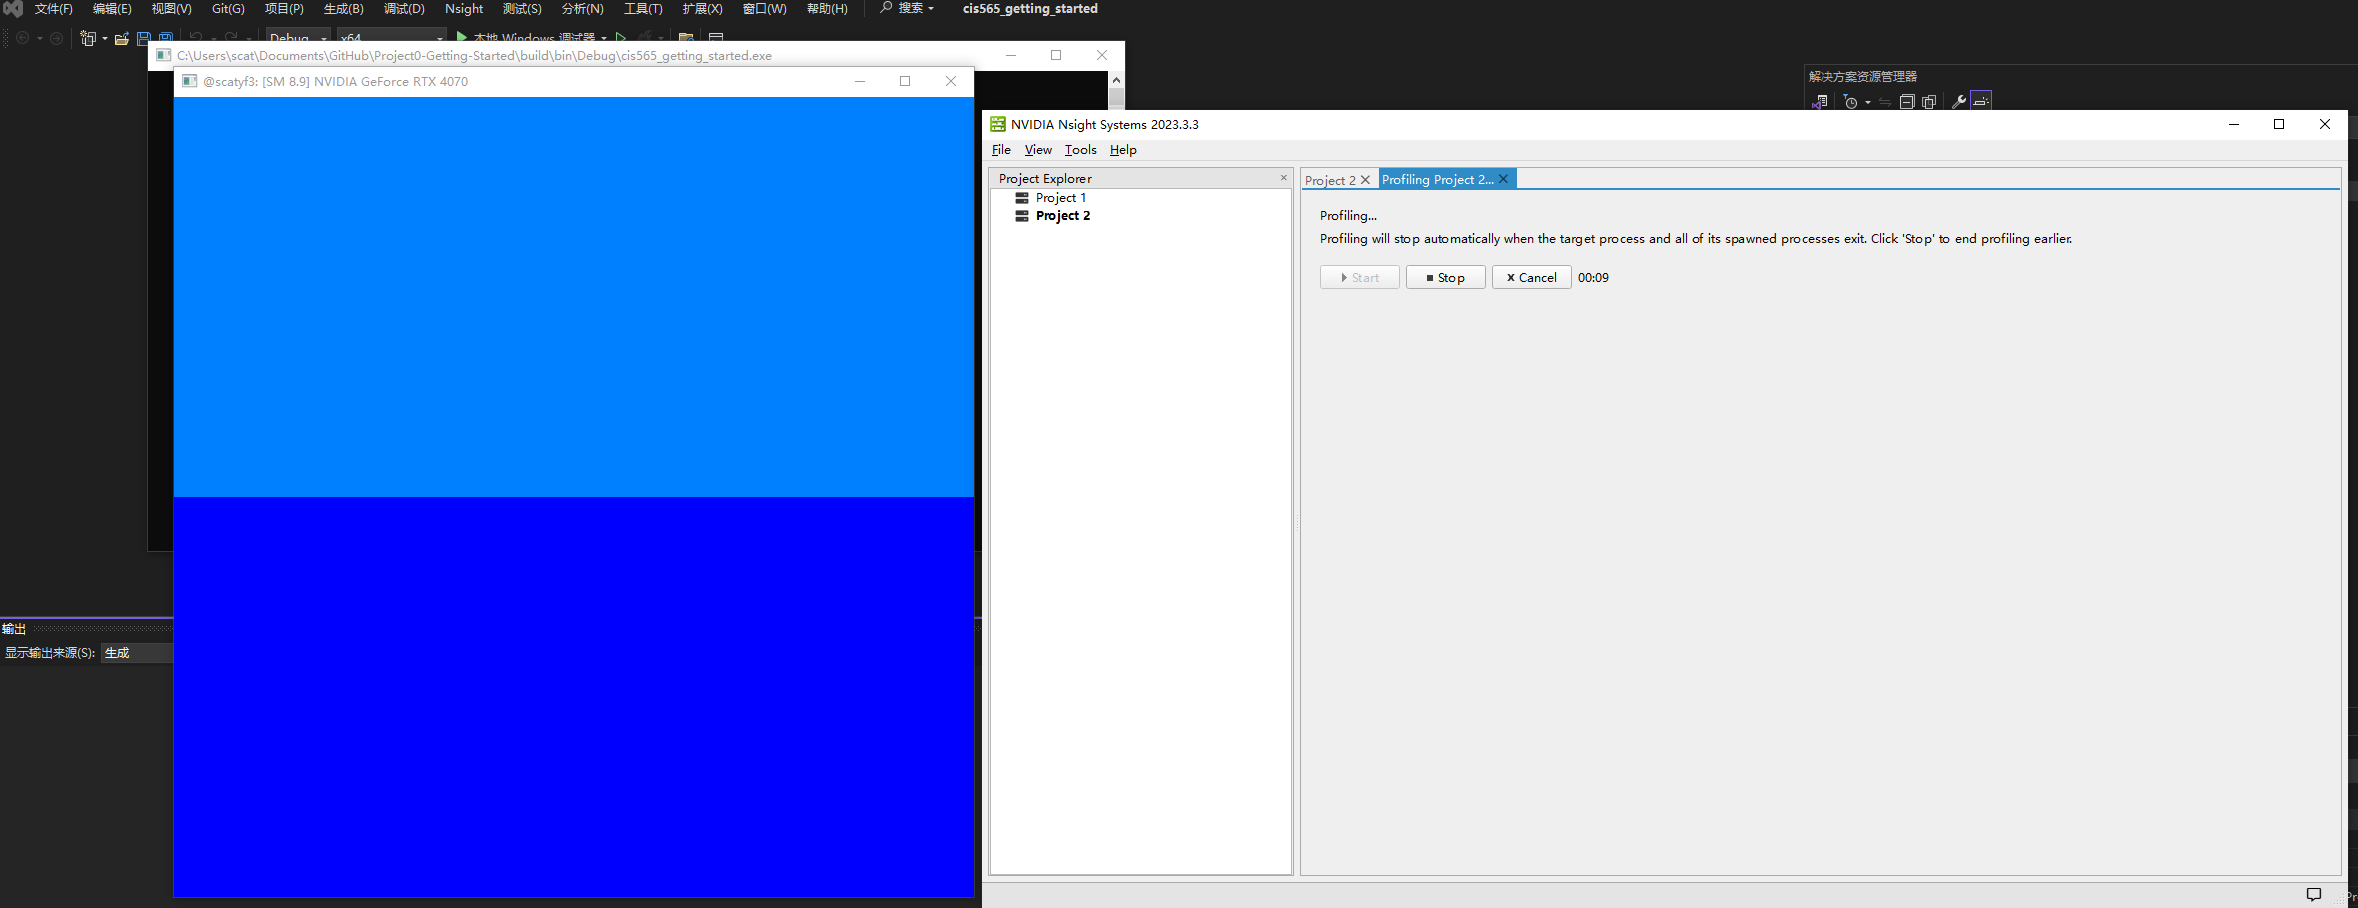 文件(F) 编辑(E) 视图(V) Git(G) 项目(P) 生成(B) 调试(D) Nsight 测试(S) 分析(N) 工具(T) 扩展(X) 窗口(W) 帮助(H) 搜索 cis565_getting_started
Debug x64 本地 Windows 调试器
C:\Users\scat\Documents\GitHub\Project0-Getting-Started\build\bin\Debug\cis565_getting_started.exe
@scatyf3: [SM 8.9] NVIDIA GeForce RTX 4070
解决方案资源管理器
NVIDIA Nsight Systems 2023.3.3
File View Tools Help
Project Explorer
Project 1
Project 2
Project 2 Profiling Project 2...
Profiling...
Profiling will stop automatically when the target process and all of its spawned processes exit. Click 'Stop' to end profiling earlier.
Start Stop Cancel 00:09
输出
显示输出来源(S): 生成